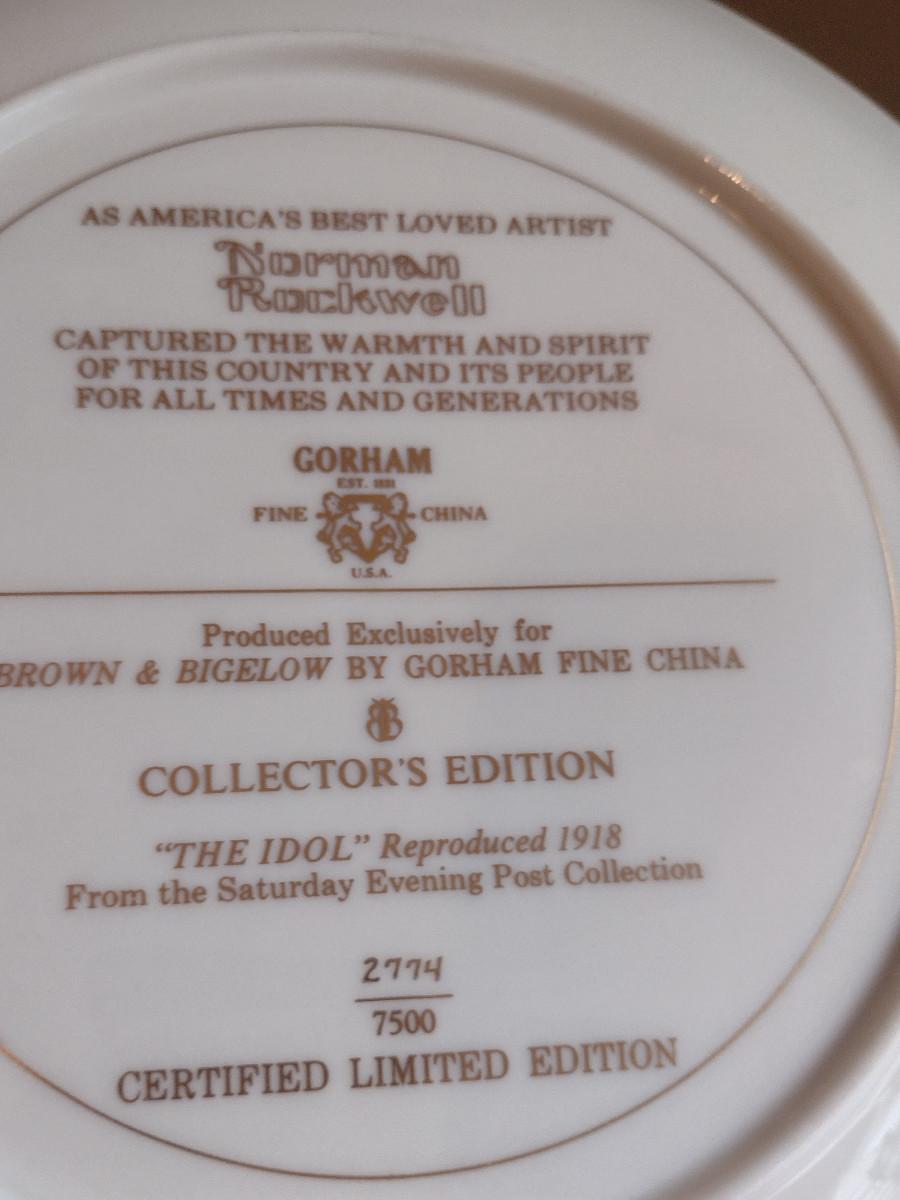 AS AMERICA'S BEST LOVED ARTIST
Norman
Rockwell
CAPTURED THE WARMTH AND SPIRIT
OF THIS COUNTRY AND ITS PEOPLE
FOR ALL TIMES AND GENERATIONS
GORHAM
EST. 1831
FINE CHINA
U.S.A.
Produced Exclusively for
BROWN & BIGELOW BY GORHAM FINE CHINA
COLLECTOR'S EDITION
"THE IDOL" Reproduced 1918
From the Saturday Evening Post Collection
2774
7500
CERTIFIED LIMITED EDITION